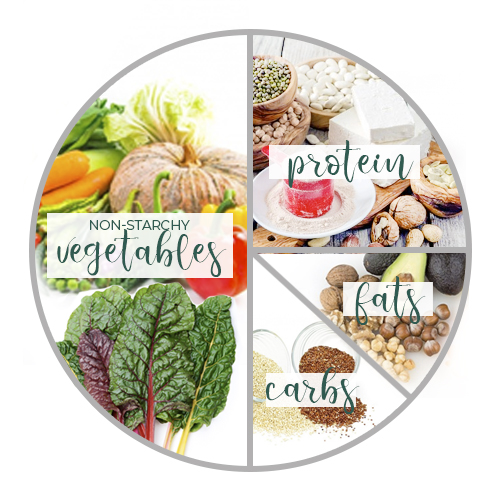 NON-STARCHY
vegetables
protein
fats
carbs